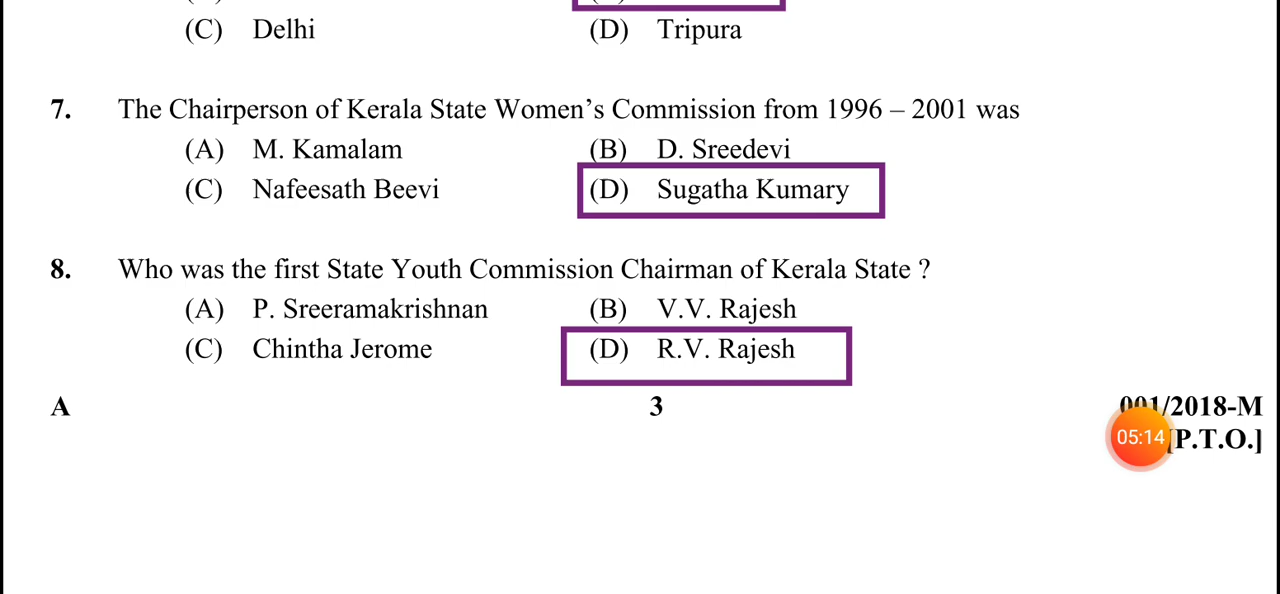 (C) Delhi (D) Tripura
7. The Chairperson of Kerala State Women’s Commission from 1996 – 2001 was
(A) M. Kamalam (B) D. Sreedevi
(C) Nafeesath Beevi (D) Sugatha Kumary
8. Who was the first State Youth Commission Chairman of Kerala State ?
(A) P. Sreeramakrishnan (B) V.V. Rajesh
(C) Chintha Jerome (D) R.V. Rajesh
A 3 001/2018-M
05:14 [P.T.O.]